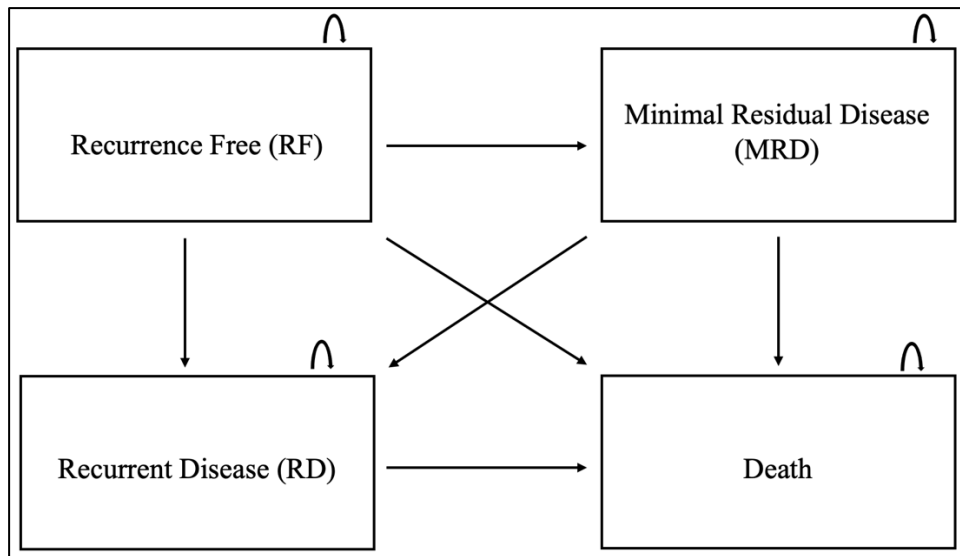 Recurrence Free (RF)
Minimal Residual Disease
(MRD)
Recurrent Disease (RD)
Death